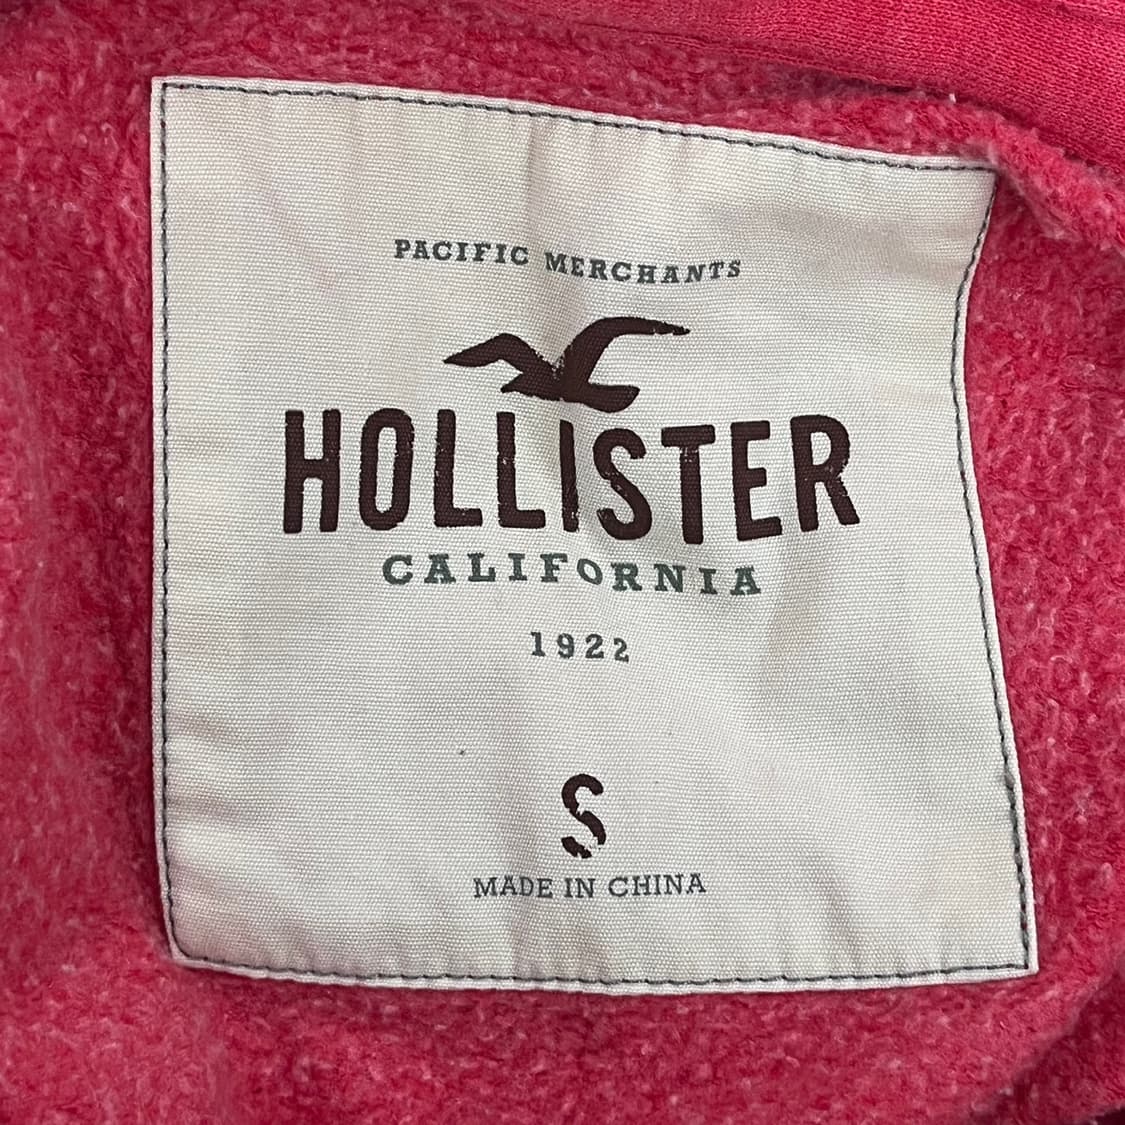 PACIFIC MERCHANTS
HOLLISTER
CALIFORNIA
1922
S
MADE IN CHINA